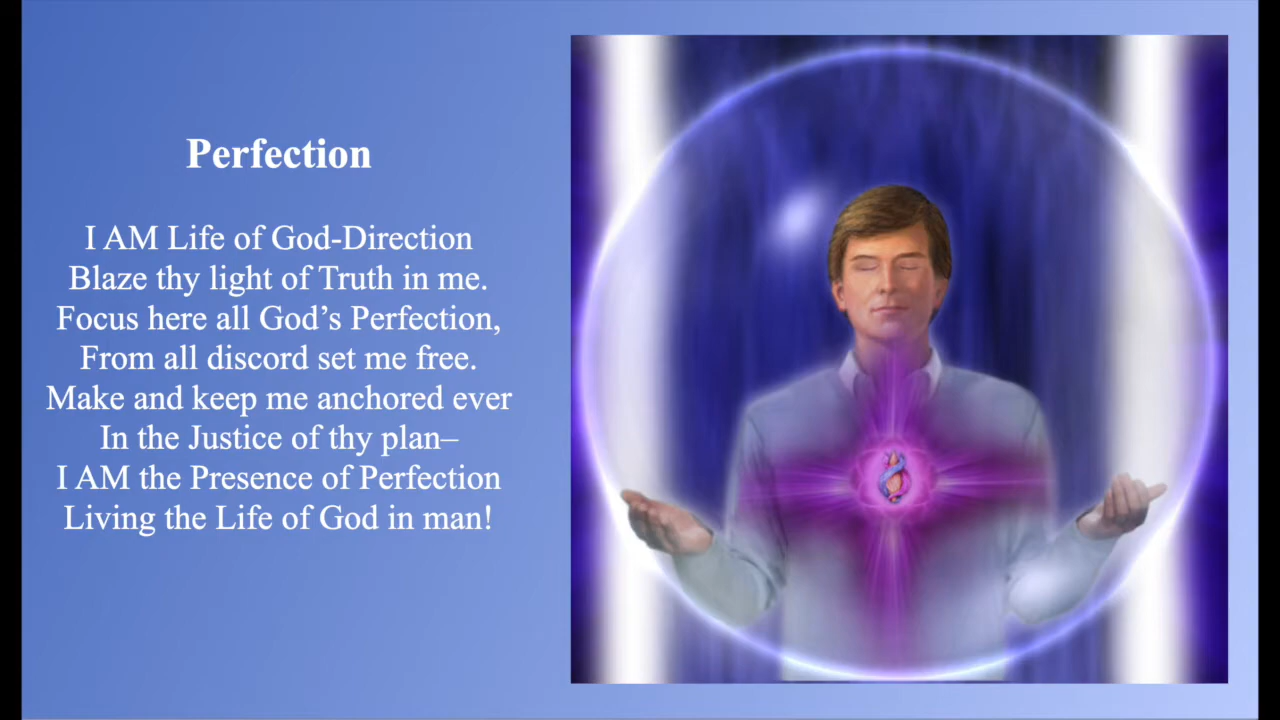 Perfection
I AM Life of God-Direction
Blaze thy light of Truth in me.
Focus here all God’s Perfection,
From all discord set me free.
Make and keep me anchored ever
In the Justice of thy plan–
I AM the Presence of Perfection
Living the Life of God in man!